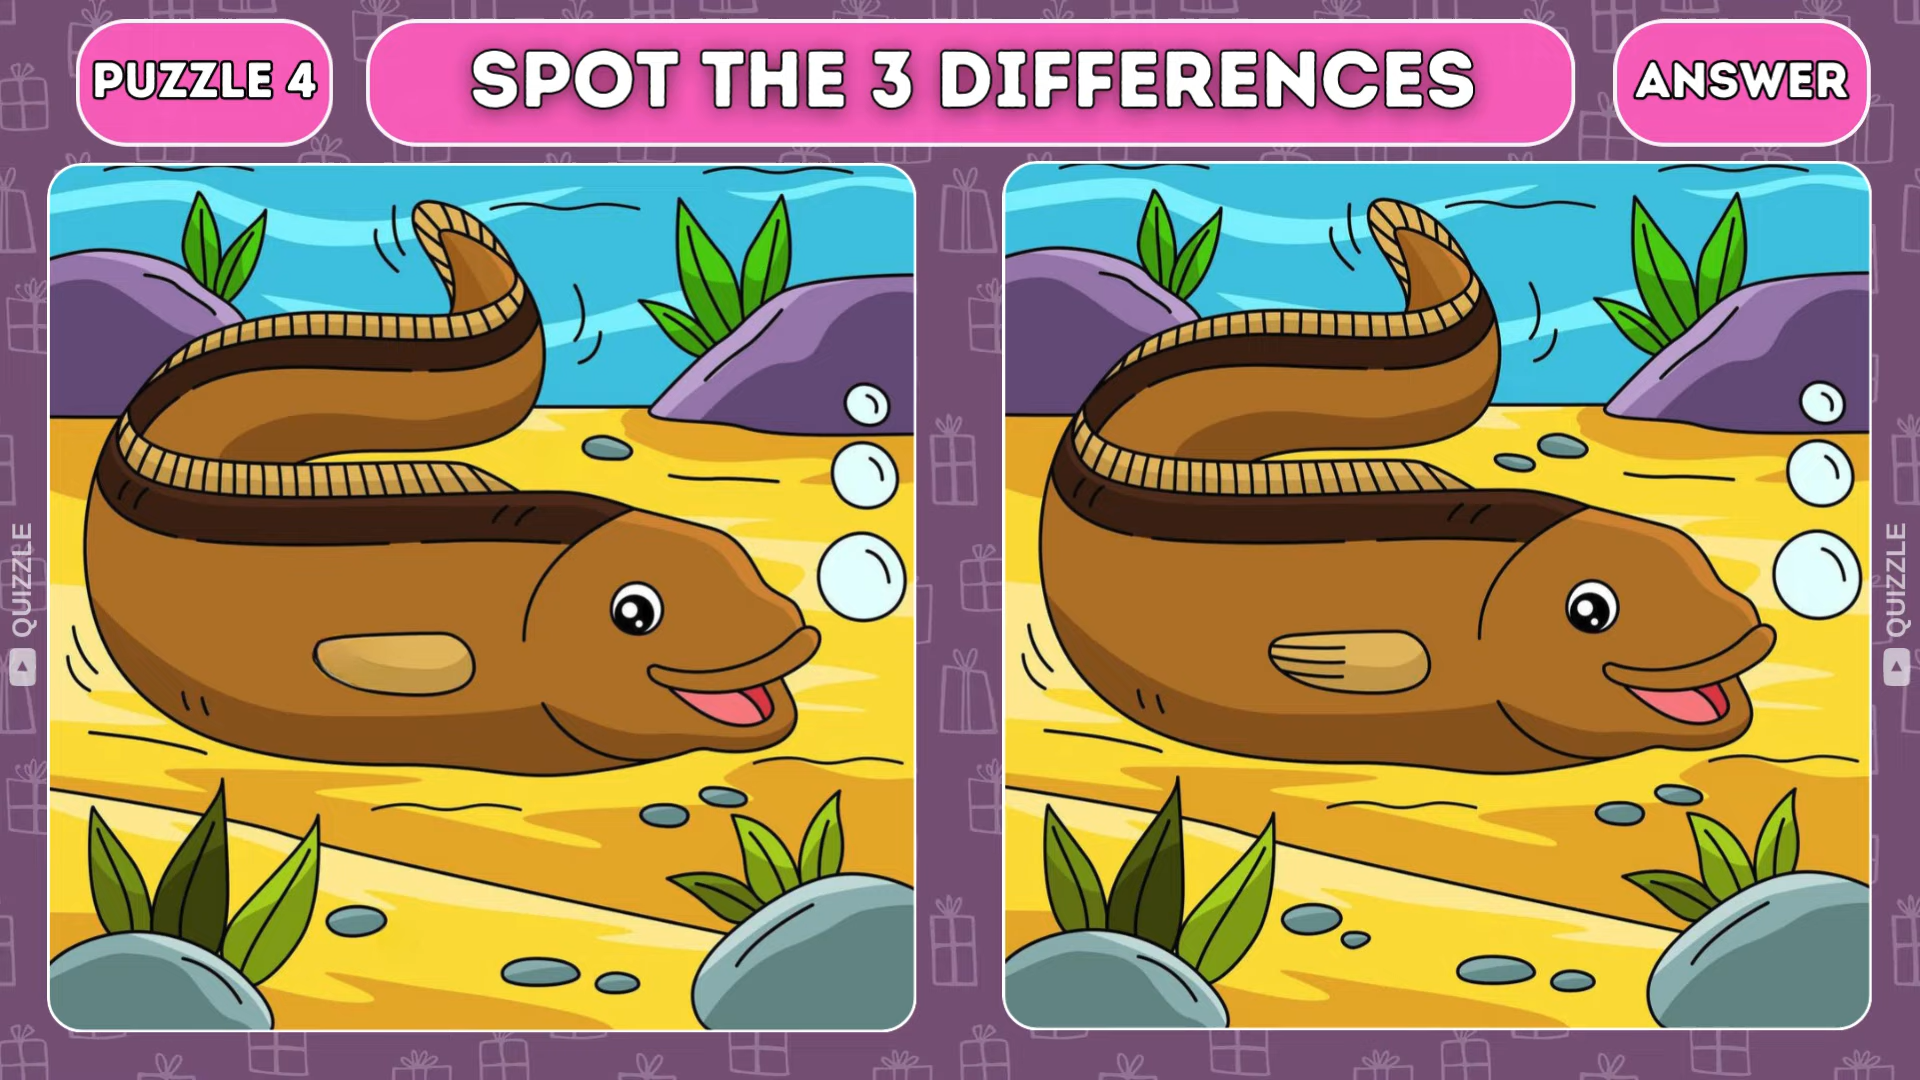 PUZZLE 4
SPOT THE 3 DIFFERENCES
ANSWER
QUIZZLE
QUIZZLE